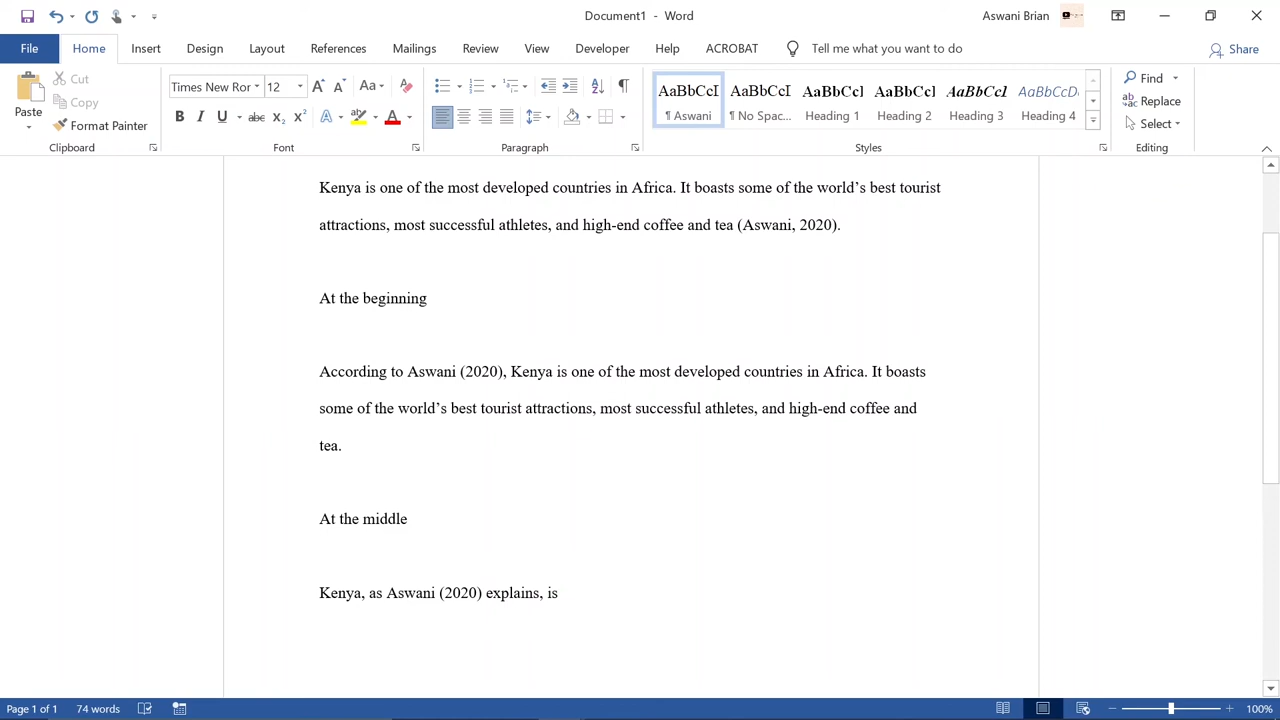 Document1 - Word
Aswani Brian
File Home Insert Design Layout References Mailings Review View Developer Help ACROBAT Tell me what you want to do Share
Paste
Cut
Copy
Format Painter
Clipboard
Times New Ror 12
Font
Paragraph
AaBbCcI AaBbCcI AaBbCcI AaBbCcI AaBbCcI AaBbCcD.
¶ Aswani ¶ No Spac... Heading 1 Heading 2 Heading 3 Heading 4
Styles
Find
Replace
Select
Editing
Kenya is one of the most developed countries in Africa. It boasts some of the world’s best tourist
attractions, most successful athletes, and high-end coffee and tea (Aswani, 2020).
At the beginning
According to Aswani (2020), Kenya is one of the most developed countries in Africa. It boasts
some of the world’s best tourist attractions, most successful athletes, and high-end coffee and
tea.
At the middle
Kenya, as Aswani (2020) explains, is
Page 1 of 1 74 words 100%